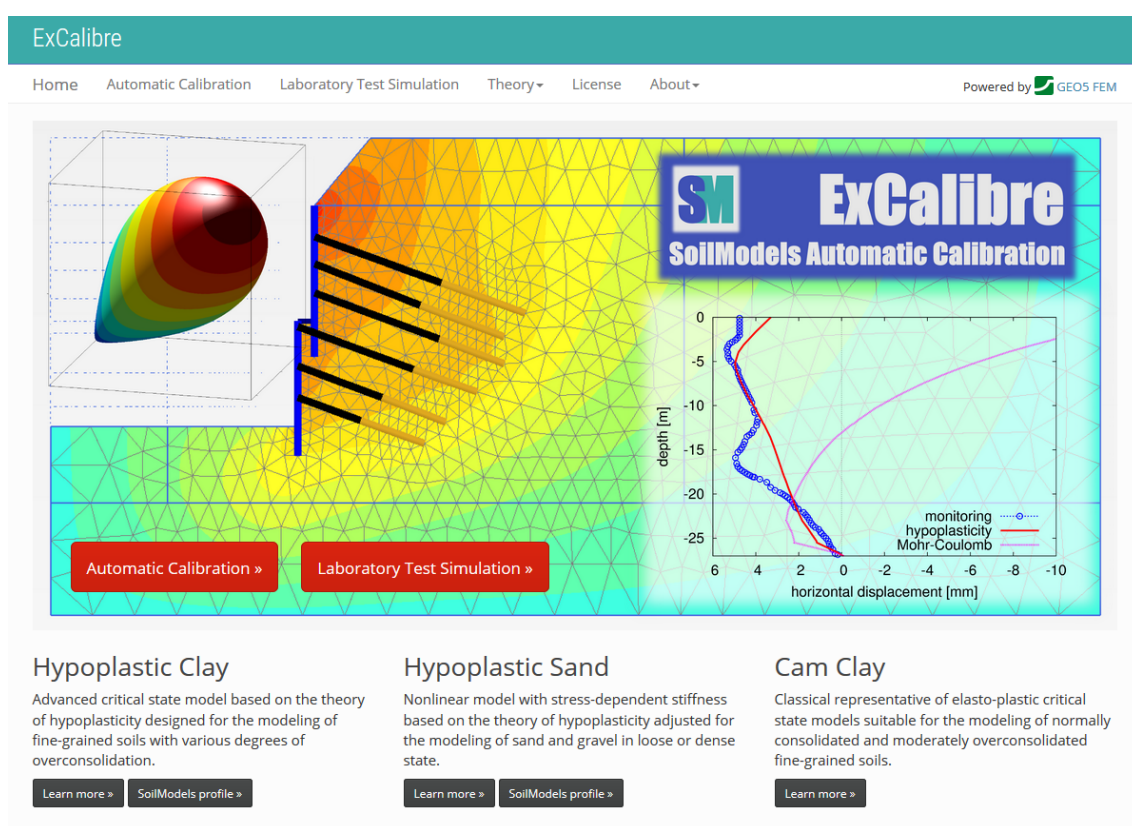 ExCalibre
Home Automatic Calibration Laboratory Test Simulation Theory License About Powered by GEO5 FEM
SM ExCalibre
SoilModels Automatic Calibration
0
-5
-10
-15
-20
-25
depth [m]
monitoring
hypoplasticity
Mohr-Coulomb
6 4 2 0 -2 -4 -6 -8 -10
horizontal displacement [mm]
Automatic Calibration » Laboratory Test Simulation »
Hypoplastic Clay
Advanced critical state model based on the theory
of hypoplasticity designed for the modeling of
fine-grained soils with various degrees of
overconsolidation.
Learn more » SoilModels profile »
Hypoplastic Sand
Nonlinear model with stress-dependent stiffness
based on the theory of hypoplasticity adjusted for
the modeling of sand and gravel in loose or dense
state.
Learn more » SoilModels profile »
Cam Clay
Classical representative of elasto-plastic critical
state models suitable for the modeling of normally
consolidated and moderately overconsolidated
fine-grained soils.
Learn more »